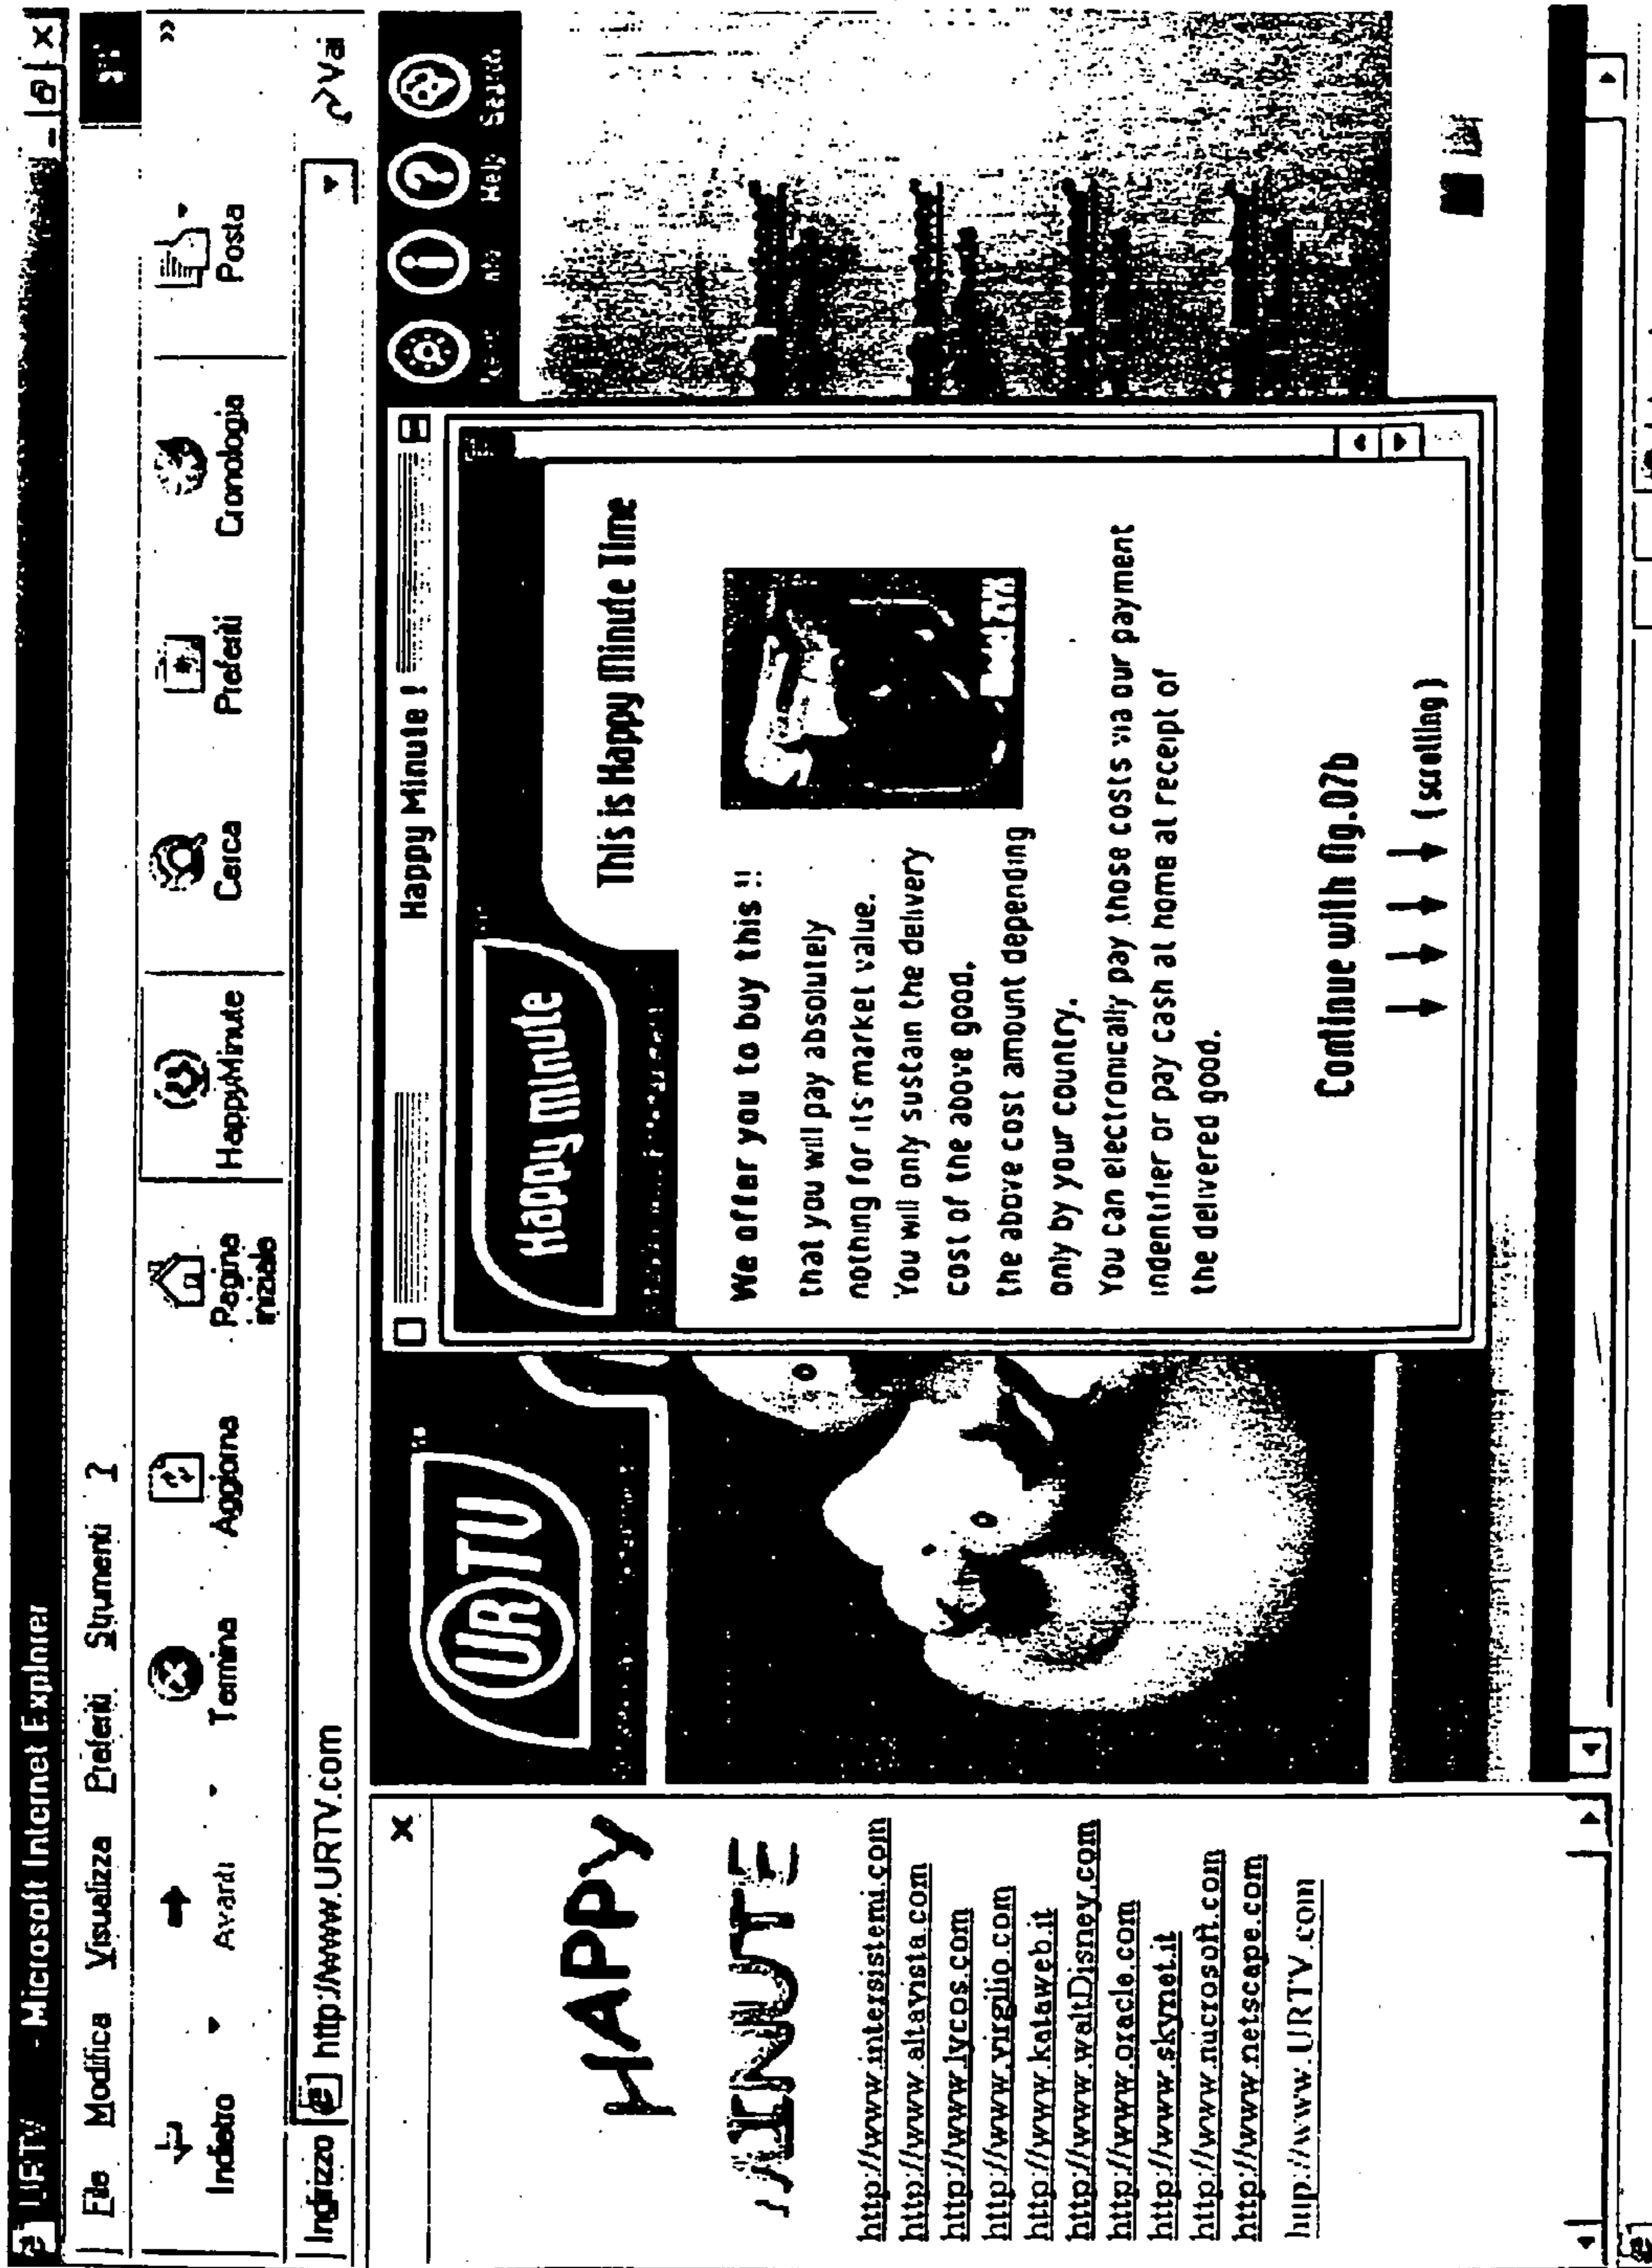 URTV - Microsoft Internet Explorer
File Modifica Visualizza Preferiti Strumenti ?
Indietro Avanti Termina Aggiorna Pagina iniziale HappyMinute Cerca Preferiti Cronologia Posta »
Indirizzo http://www.URTV.com Vai
HAPPY
MINUTE
http://www.intersistemi.com
http://www.altavista.com
http://www.lycos.com
http://www.virgilio.com
http://www.kataweb.it
http://www.waltDisney.com
http://www.oracle.com
http://www.skynet.it
http://www.nucrosoft.com
http://www.netscape.com
http://www.URTV.com
URTV
Happy Minute !
Happy minute
This is Happy Minute Time
We offer you to buy this !!
that you will pay absolutely
nothing for its market value.
You will only sustain the delivery
cost of the above good.
the above cost amount depending
only by your country.
You can electronically pay those costs via our payment
indentifier or pay cash at home at receipt of
the delivered good.
Continue with fig.07b
( scrolling )
Help Search